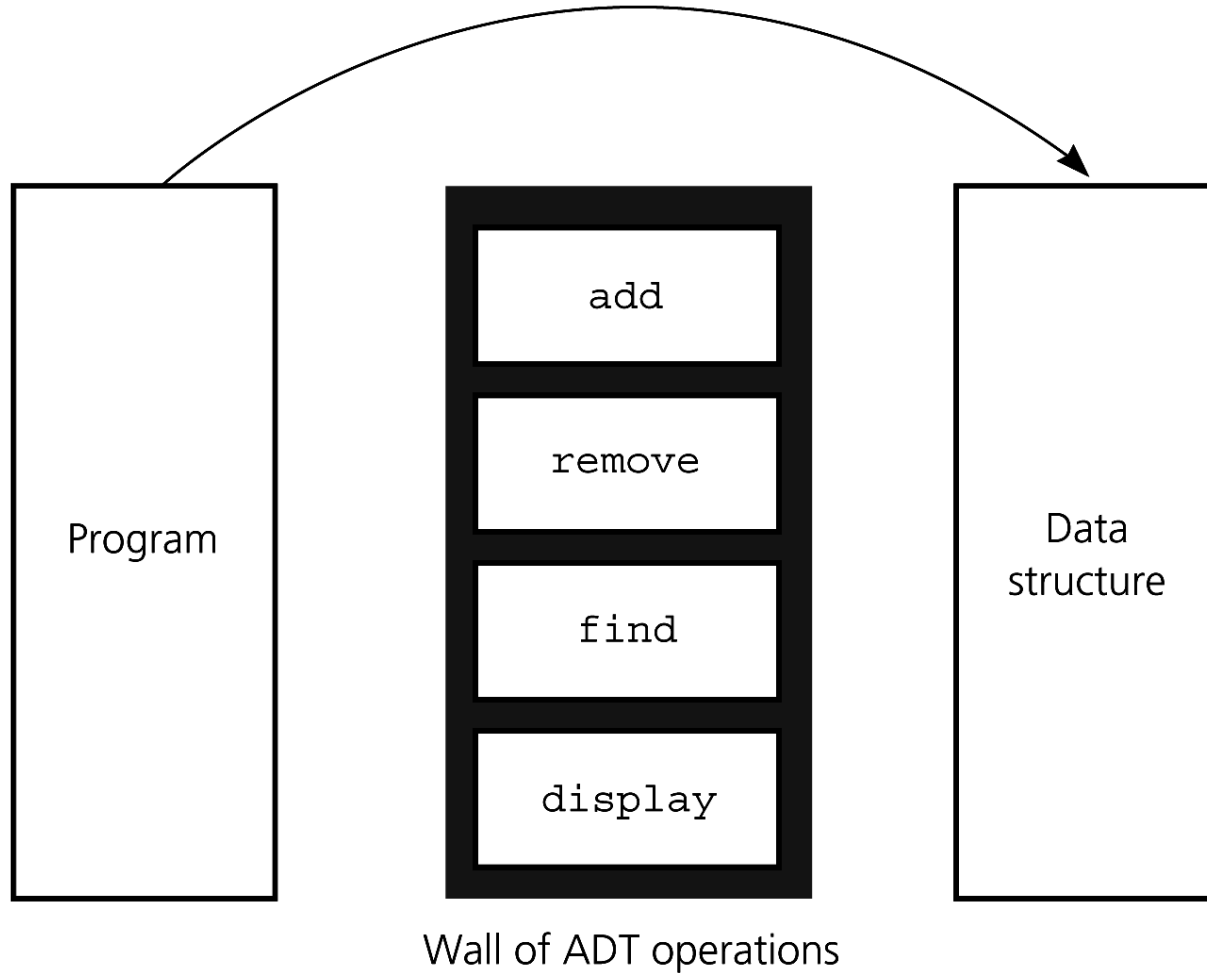 Program
add
remove
find
display
Data
structure
Wall of ADT operations